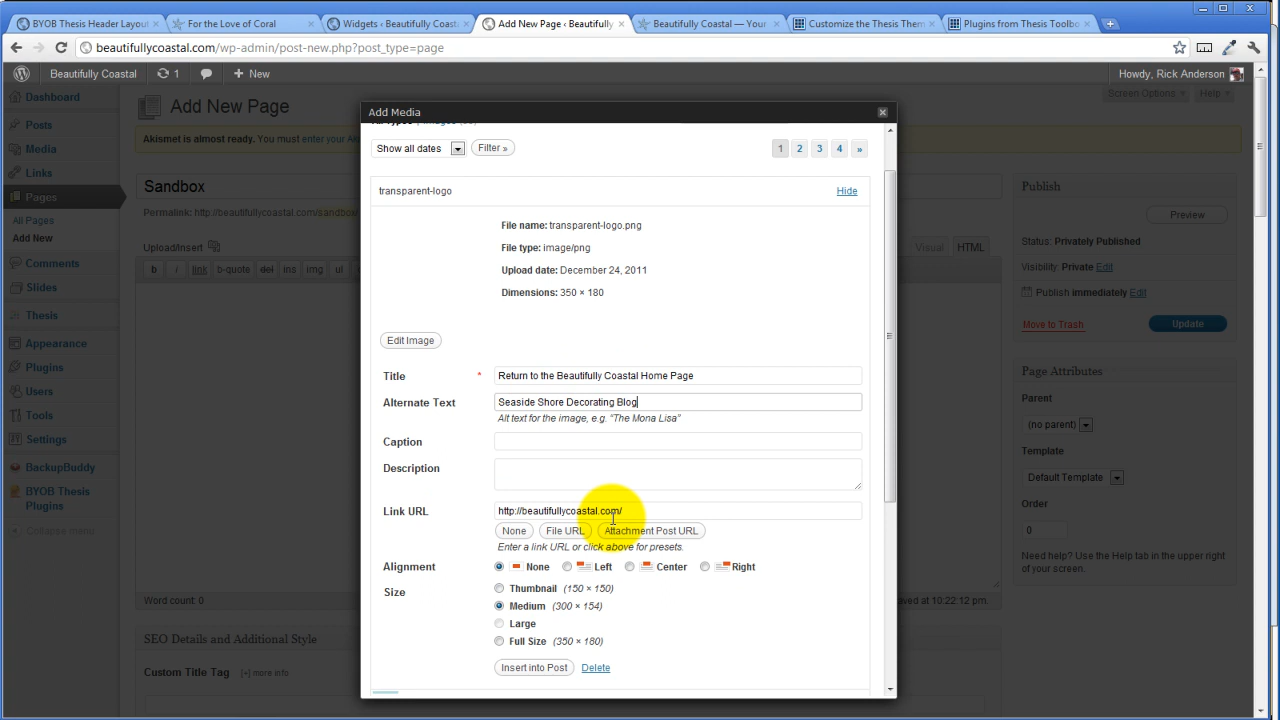 BYOB Thesis Header Layou
For the Love of Coral
Widgets ‹ Beautifully Coast
Add New Page ‹ Beautifully
Beautifully Coastal — Your
Customize the Thesis Them
Plugins from Thesis Toolbo
beautifullycoastal.com/wp-admin/post-new.php?post_type=page
Beautifully Coastal
1
New
Howdy, Rick Anderson
Dashboard
Posts
Media
Links
Pages
All Pages
Add New
Comments
Slides
Thesis
Appearance
Plugins
Users
Tools
Settings
BackupBuddy
BYOB Thesis
Plugins
Collapse menu
Add New Page
Screen Options
Help
Akismet is almost ready. You must enter your Ak
Sandbox
Permalink: http://beautifullycoastal.com/sandbox/
Upload/Insert
Visual
HTML
b
i
link
b-quote
del
ins
img
ul
Word count: 0
aved at 10:22:12 pm.
SEO Details and Additional Style
Custom Title Tag [+] more info
Add Media
Show all dates
Filter »
1
2
3
4
»
transparent-logo
Hide
File name: transparent-logo.png
File type: image/png
Upload date: December 24, 2011
Dimensions: 350 × 180
Edit Image
Title * Return to the Beautifully Coastal Home Page
Alternate Text Seaside Shore Decorating Blog
Alt text for the image, e.g. “The Mona Lisa”
Caption
Description
Link URL http://beautifullycoastal.com/
None
File URL
Attachment Post URL
Enter a link URL or click above for presets.
Alignment None Left Center Right
Size Thumbnail (150 × 150)
Medium (300 × 154)
Large
Full Size (350 × 180)
Insert into Post Delete
Publish
Preview
Status: Privately Published
Visibility: Private Edit
Publish immediately Edit
Move to Trash
Update
Page Attributes
Parent
(no parent)
Template
Default Template
Order
0
Need help? Use the Help tab in the upper right
of your screen.